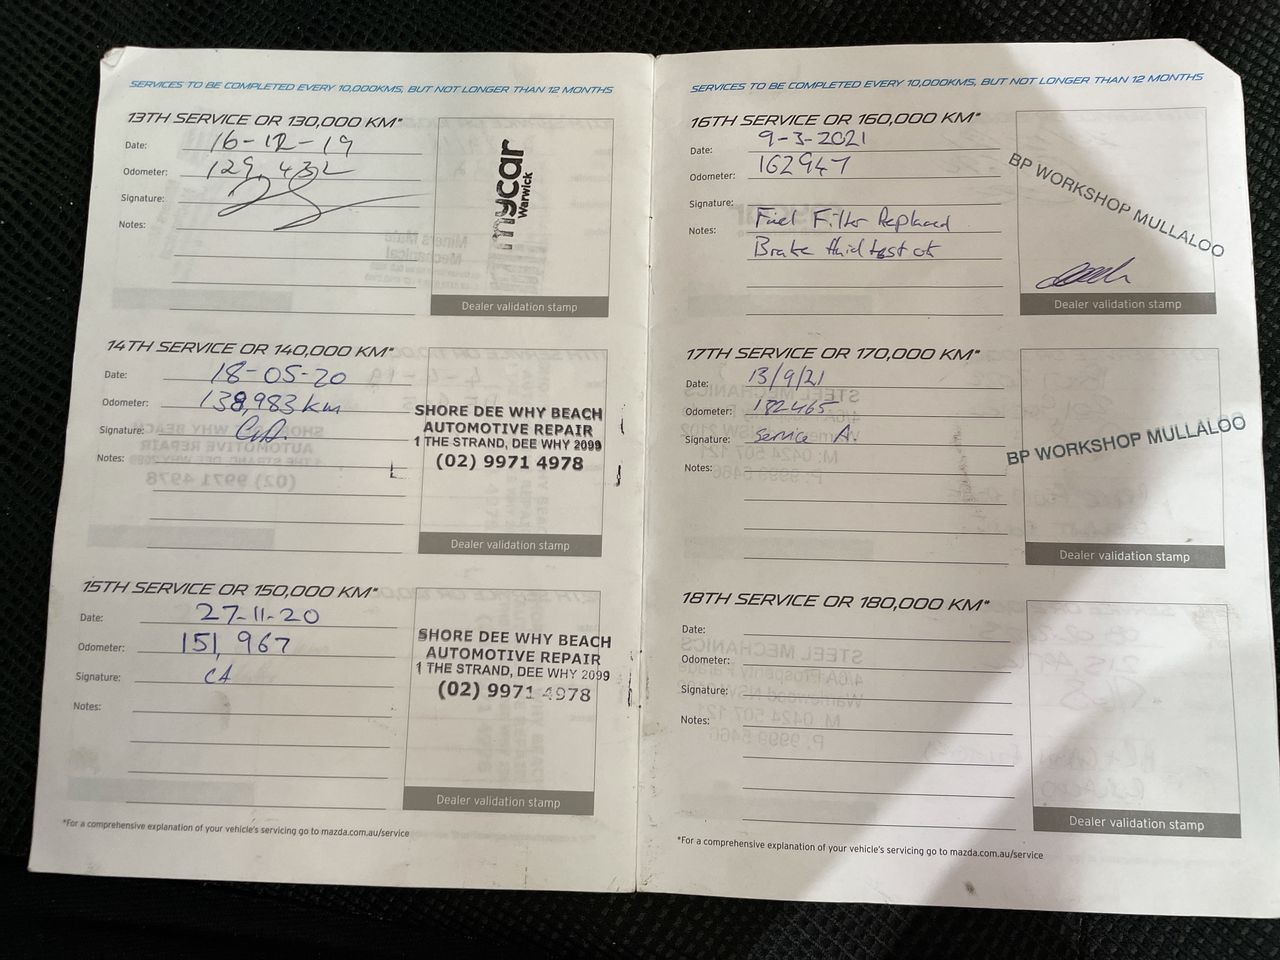 SERVICES TO BE COMPLETED EVERY 10,000KMS, BUT NOT LONGER THAN 12 MONTHS
13TH SERVICE OR 130,000 KM*
Date: 16-12-19
Odometer: 129,432
Signature:
Notes:
mycar
Warwick
Dealer validation stamp
14TH SERVICE OR 140,000 KM*
Date: 18-05-20
Odometer: 138,983 km
Signature:
Notes:
SHORE DEE WHY BEACH
AUTOMOTIVE REPAIR
1 THE STRAND, DEE WHY 2099
(02) 9971 4978
Dealer validation stamp
15TH SERVICE OR 150,000 KM*
Date: 27-11-20
Odometer: 151,967
Signature: CA
Notes:
SHORE DEE WHY BEACH
AUTOMOTIVE REPAIR
1 THE STRAND, DEE WHY 2099
(02) 9971 4978
Dealer validation stamp
*For a comprehensive explanation of your vehicle's servicing go to mazda.com.au/service
SERVICES TO BE COMPLETED EVERY 10,000KMS, BUT NOT LONGER THAN 12 MONTHS
16TH SERVICE OR 160,000 KM*
Date: 9-3-2021
Odometer: 162947
Signature:
Notes: Fuel Filter Replaced
Brake fluid test ok
BP WORKSHOP MULLALOO
Dealer validation stamp
17TH SERVICE OR 170,000 KM*
Date: 13/9/21
Odometer: 182465
Signature: Service A.
Notes:
BP WORKSHOP MULLALOO
Dealer validation stamp
18TH SERVICE OR 180,000 KM*
Date:
Odometer:
Signature:
Notes:
Dealer validation stamp
*For a comprehensive explanation of your vehicle's servicing go to mazda.com.au/service